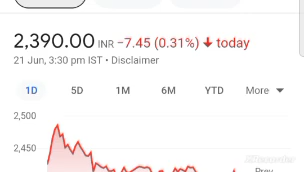 2,390.00 INR −7.45 (0.31%) ↓ today
21 Jun, 3:30 pm IST • Disclaimer
1D 5D 1M 6M YTD More
2,500
2,450
Prev